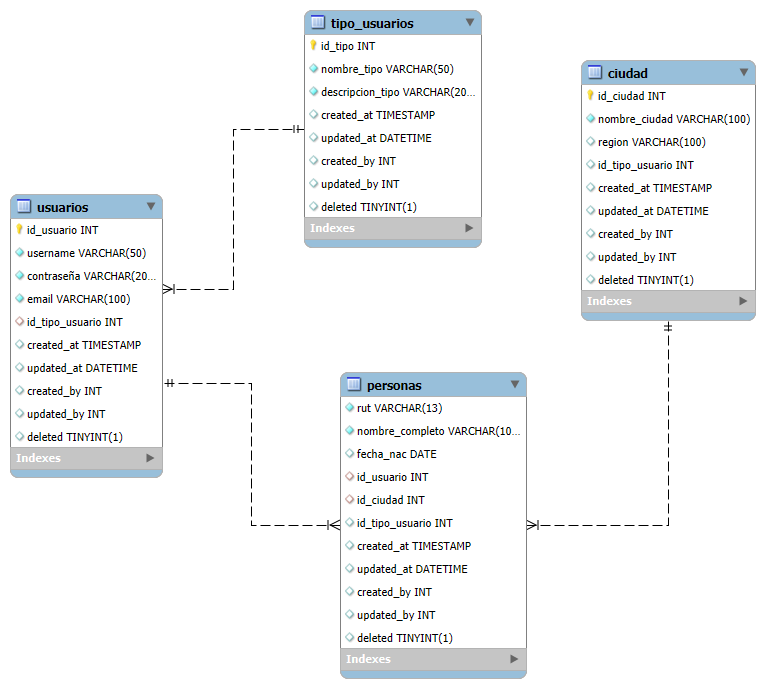 tipo_usuarios
id_tipo INT
nombre_tipo VARCHAR(50)
descripcion_tipo VARCHAR(20...
created_at TIMESTAMP
updated_at DATETIME
created_by INT
updated_by INT
deleted TINYINT(1)
Indexes
ciudad
id_ciudad INT
nombre_ciudad VARCHAR(100)
region VARCHAR(100)
id_tipo_usuario INT
created_at TIMESTAMP
updated_at DATETIME
created_by INT
updated_by INT
deleted TINYINT(1)
Indexes
usuarios
id_usuario INT
username VARCHAR(50)
contraseña VARCHAR(20...
email VARCHAR(100)
id_tipo_usuario INT
created_at TIMESTAMP
updated_at DATETIME
created_by INT
updated_by INT
deleted TINYINT(1)
Indexes
personas
rut VARCHAR(13)
nombre_completo VARCHAR(10...
fecha_nac DATE
id_usuario INT
id_ciudad INT
id_tipo_usuario INT
created_at TIMESTAMP
updated_at DATETIME
created_by INT
updated_by INT
deleted TINYINT(1)
Indexes